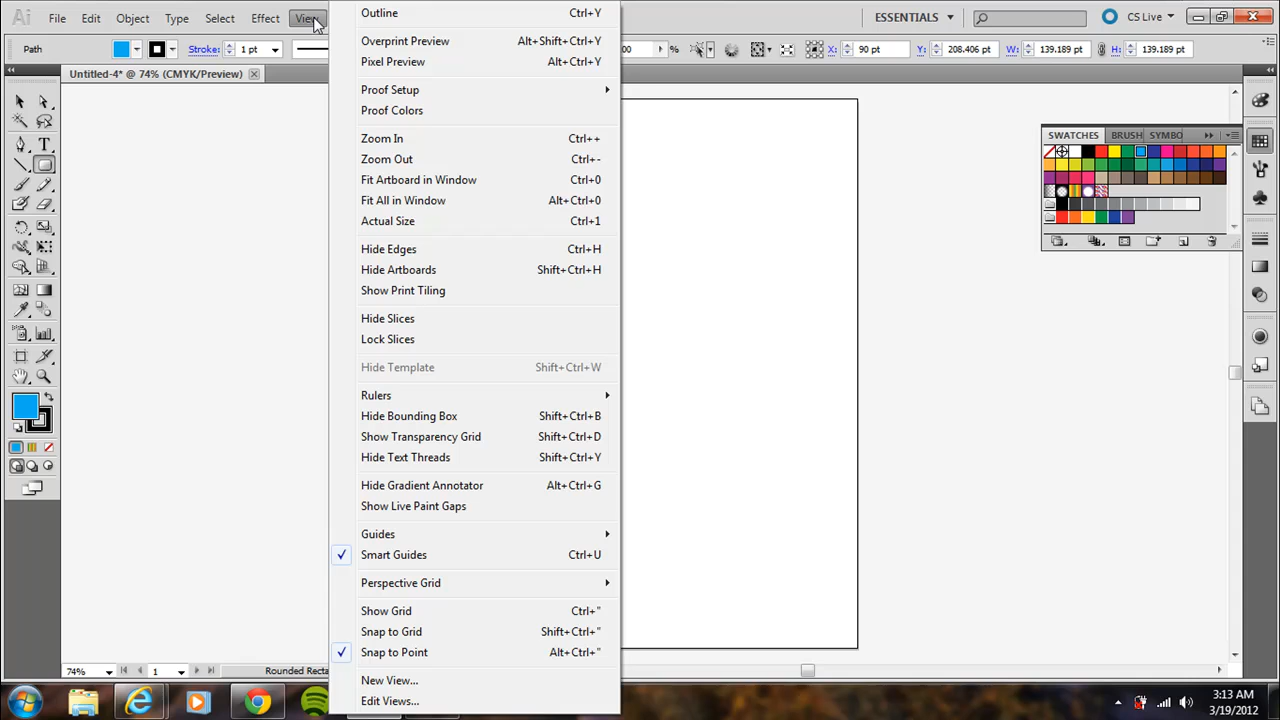 Ai File Edit Object Type Select Effect View ESSENTIALS CS Live
Path Stroke: 1 pt 00 % X: 90 pt Y: 208.406 pt W: 139.189 pt H: 139.189 pt
Untitled-4* @ 74% (CMYK/Preview)
Outline Ctrl+Y
Overprint Preview Alt+Shift+Ctrl+Y
Pixel Preview Alt+Ctrl+Y
Proof Setup
Proof Colors
Zoom In Ctrl++
Zoom Out Ctrl+-
Fit Artboard in Window Ctrl+0
Fit All in Window Alt+Ctrl+0
Actual Size Ctrl+1
Hide Edges Ctrl+H
Hide Artboards Shift+Ctrl+H
Show Print Tiling
Hide Slices
Lock Slices
Hide Template Shift+Ctrl+W
Rulers
Hide Bounding Box Shift+Ctrl+B
Show Transparency Grid Shift+Ctrl+D
Hide Text Threads Shift+Ctrl+Y
Hide Gradient Annotator Alt+Ctrl+G
Show Live Paint Gaps
Guides
Smart Guides Ctrl+U
Perspective Grid
Show Grid Ctrl+"
Snap to Grid Shift+Ctrl+"
Snap to Point Alt+Ctrl+"
New View...
Edit Views...
SWATCHES BRUSH SYMBO
74% 1 Rounded Recta
3:13 AM
3/19/2012